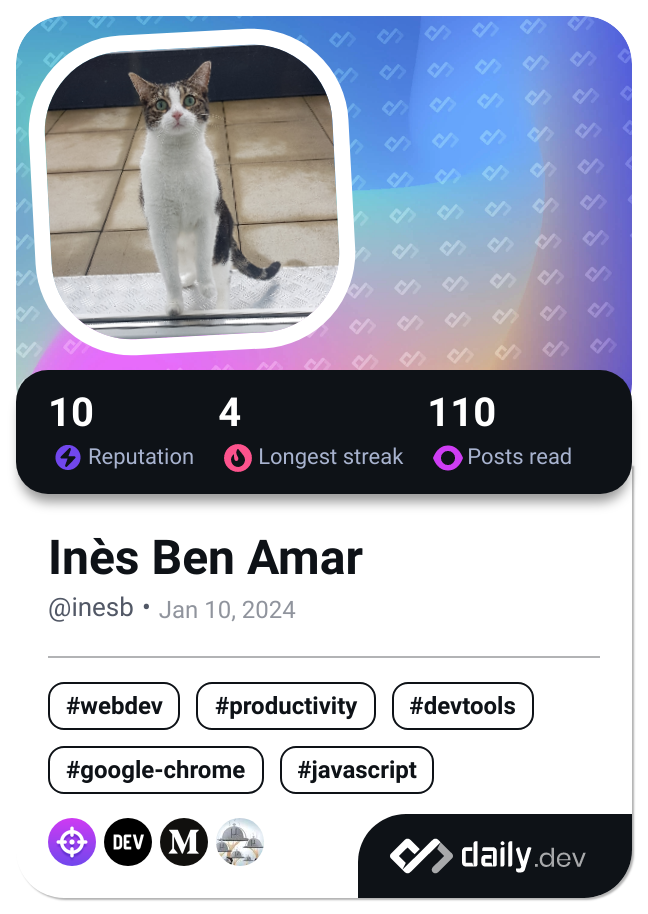 10 4 110
Reputation Longest streak Posts read
Inès Ben Amar
@inesb • Jan 10, 2024
#webdev #productivity #devtools
#google-chrome #javascript
DEV M daily.dev